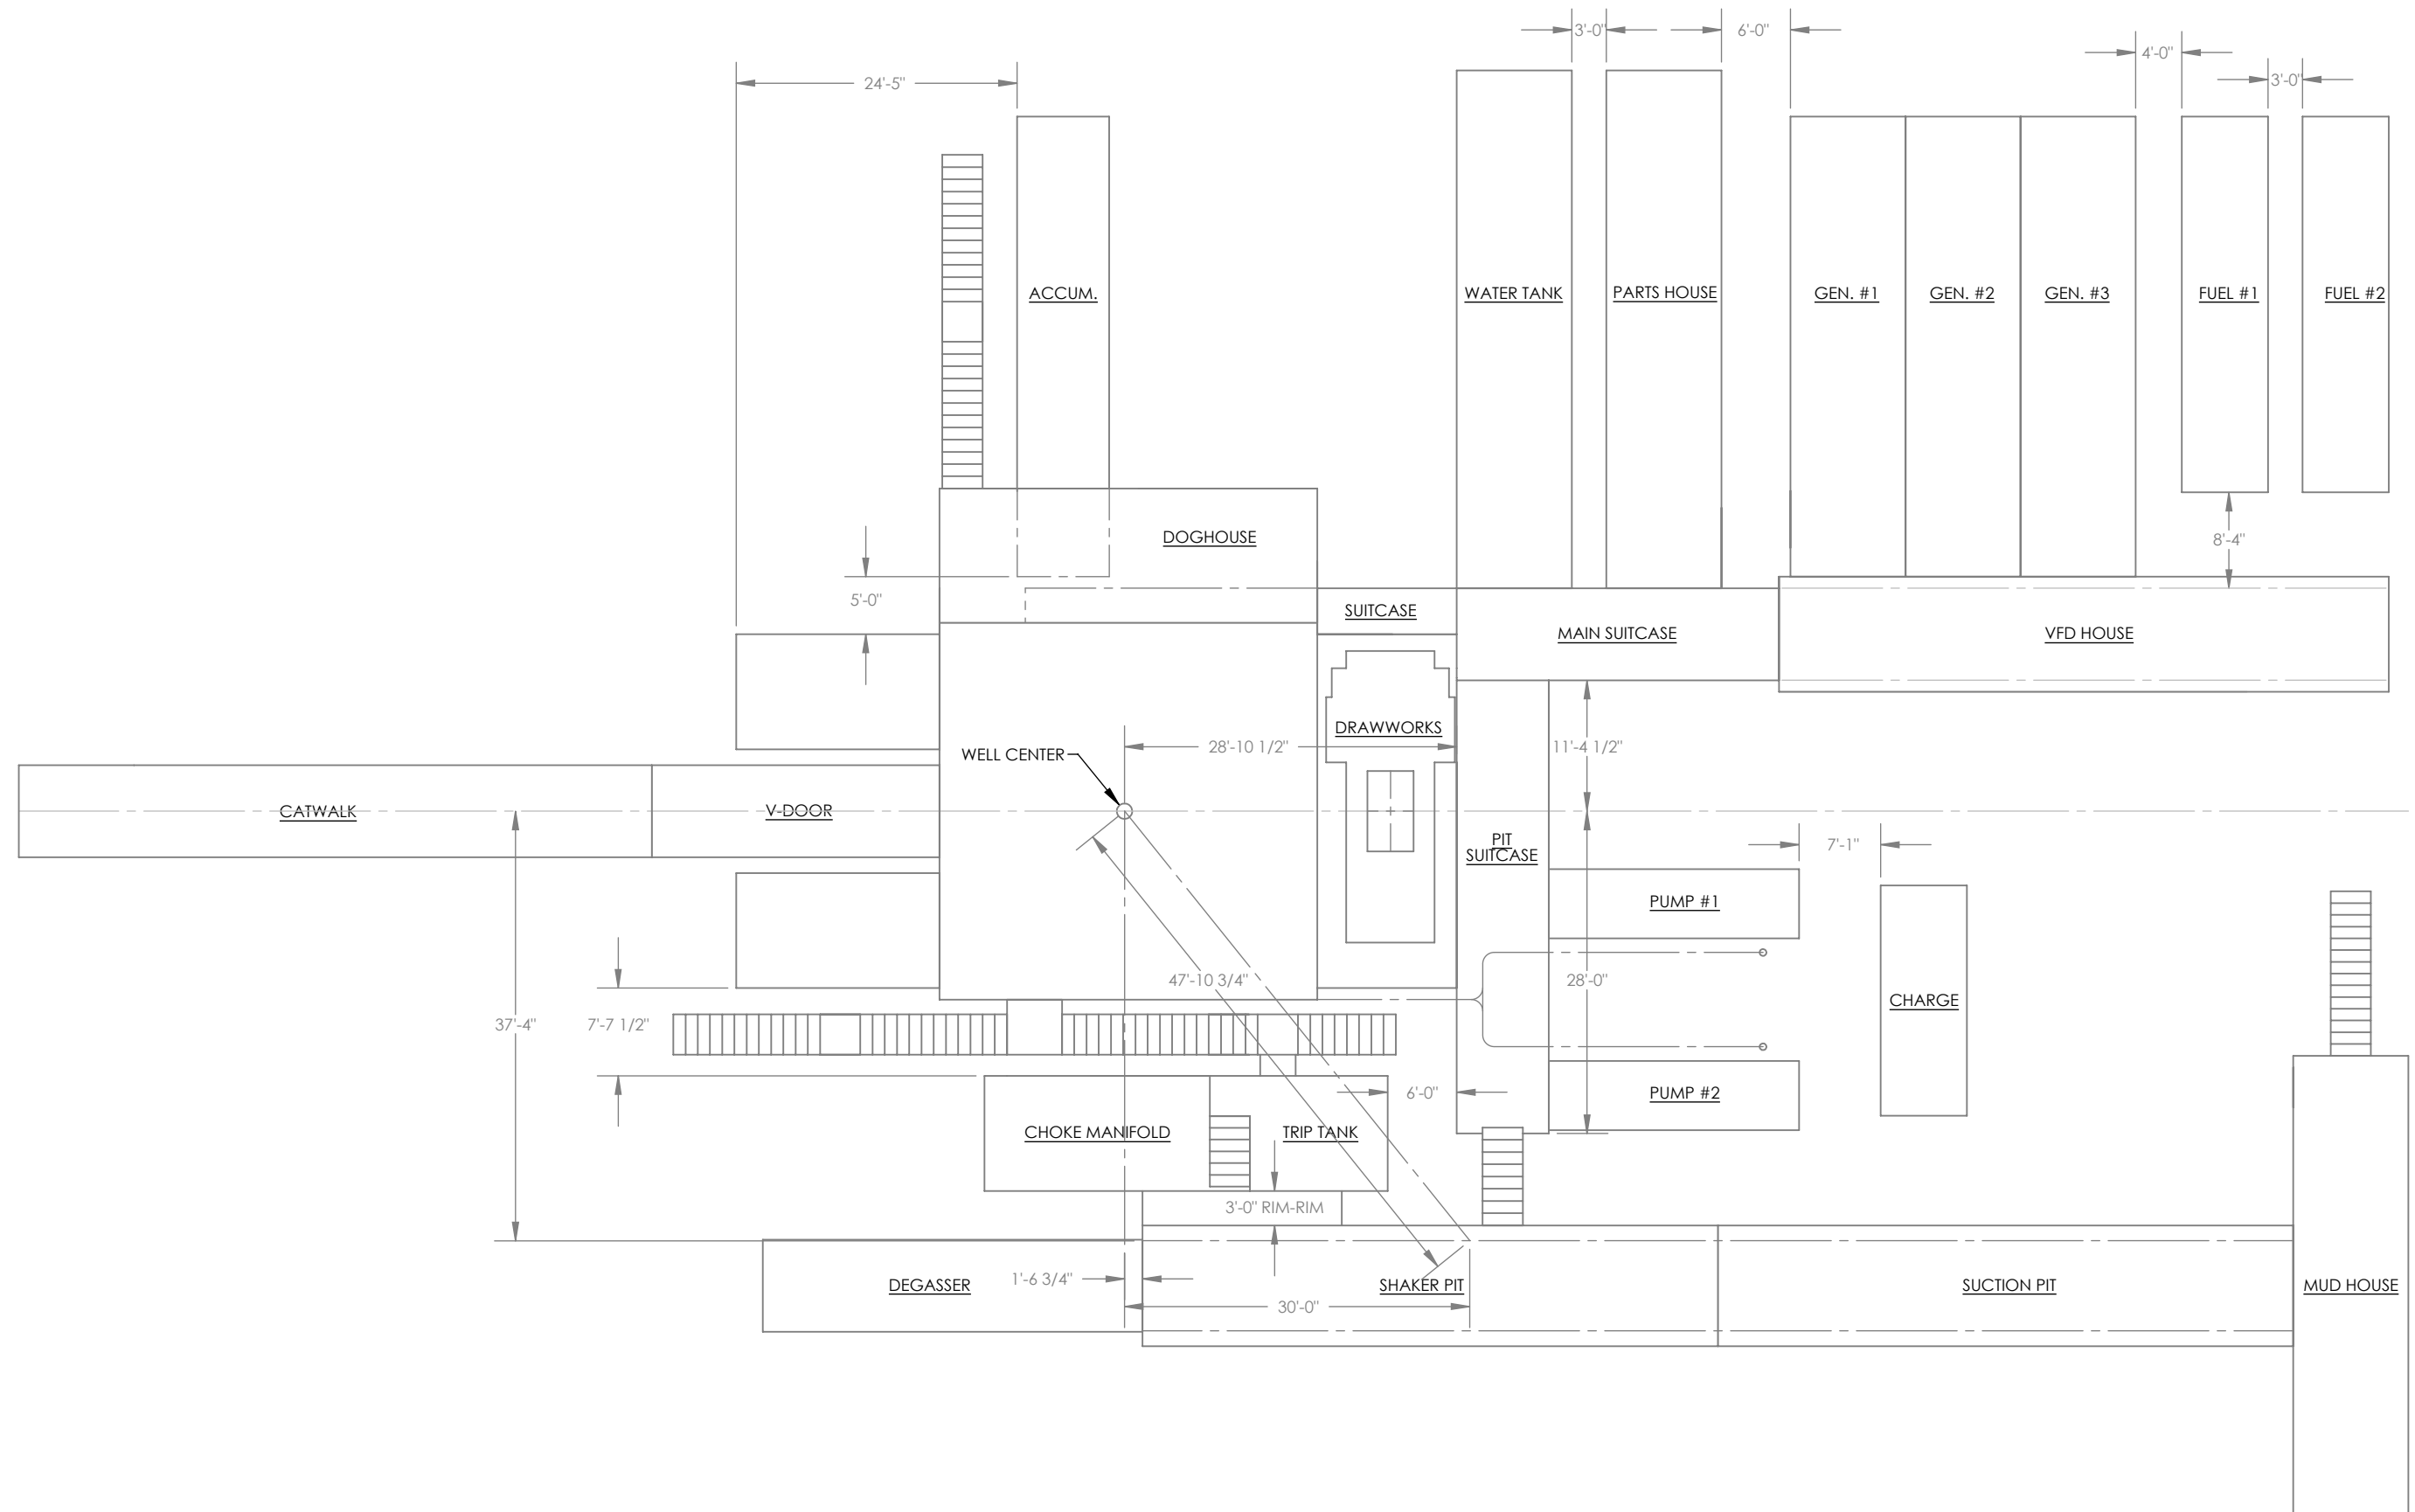 3'-0"
6'-0"
4'-0"
3'-0"
24'-5"
ACCUM.
WATER TANK
PARTS HOUSE
GEN. #1
GEN. #2
GEN. #3
FUEL #1
FUEL #2
DOGHOUSE
8'-4"
5'-0"
SUITCASE
MAIN SUITCASE
VFD HOUSE
DRAWWORKS
WELL CENTER
28'-10 1/2"
11'-4 1/2"
CATWALK
V-DOOR
PIT
SUITCASE
7'-1"
PUMP #1
47'-10 3/4"
28'-0"
CHARGE
37'-4"
7'-7 1/2"
6'-0"
PUMP #2
CHOKE MANIFOLD
TRIP TANK
3'-0" RIM-RIM
1'-6 3/4"
DEGASSER
SHAKER PIT
SUCTION PIT
MUD HOUSE
30'-0"